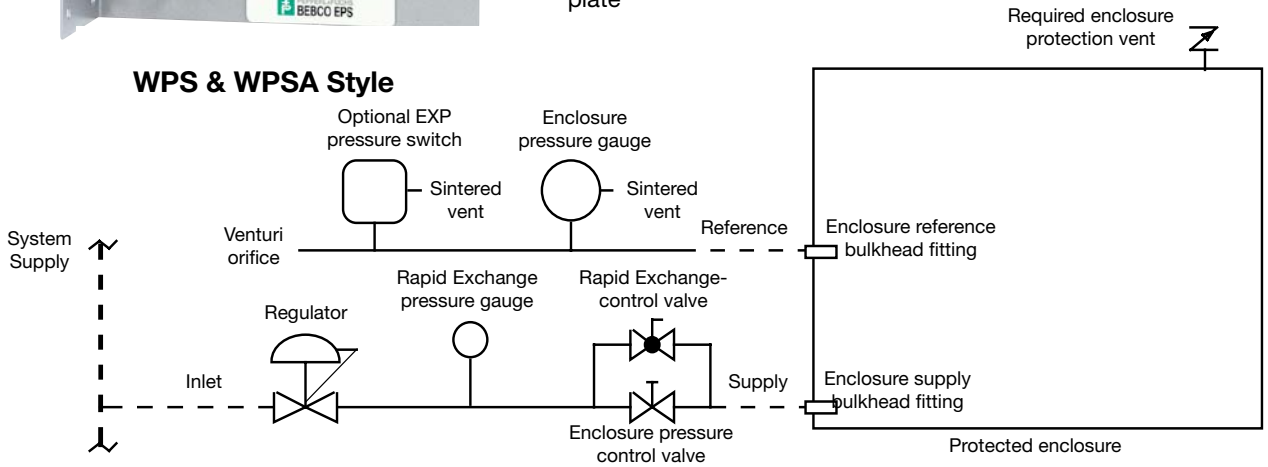 BEBCO EPS
plate
Required enclosure
protection vent
WPS & WPSA Style
Optional EXP
pressure switch
Enclosure
pressure gauge
Sintered
vent
Sintered
vent
System
Supply
Venturi
orifice
Reference
Enclosure reference
bulkhead fitting
Rapid Exchange
pressure gauge
Rapid Exchange-
control valve
Regulator
Inlet
Supply
Enclosure supply
bulkhead fitting
Enclosure pressure
control valve
Protected enclosure